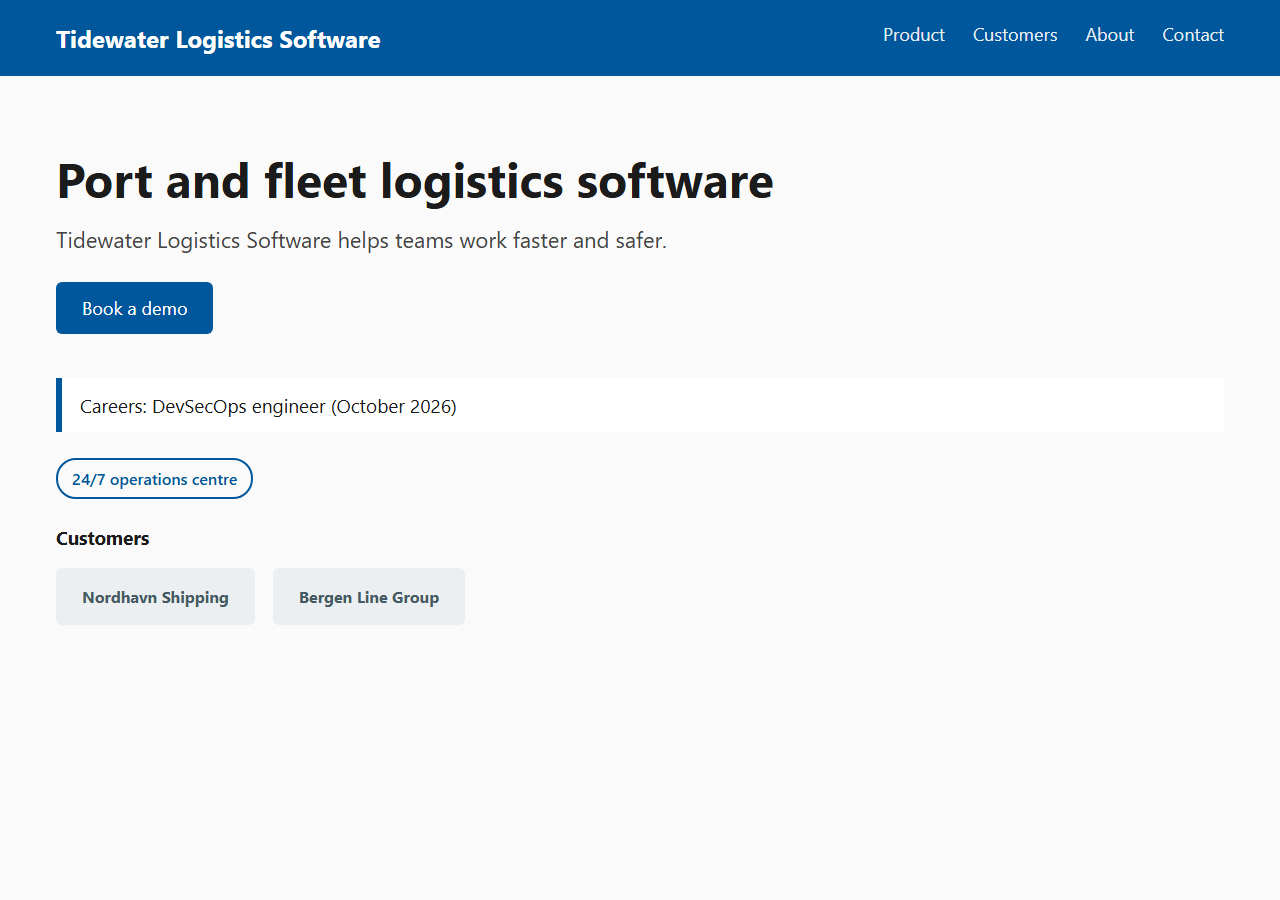 Tidewater Logistics Software
Product Customers About Contact
Port and fleet logistics software
Tidewater Logistics Software helps teams work faster and safer.
Book a demo
Careers: DevSecOps engineer (October 2026)
24/7 operations centre
Customers
Nordhavn Shipping
Bergen Line Group